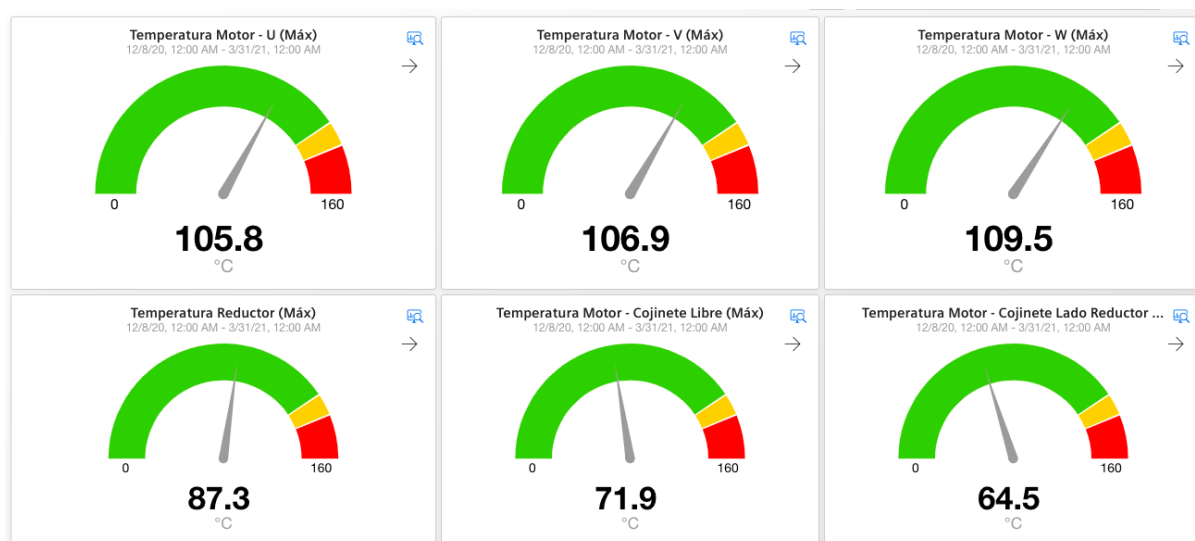 Temperatura Motor - U (Máx)
12/8/20, 12:00 AM - 3/31/21, 12:00 AM
0
160
105.8
°C
Temperatura Motor - V (Máx)
12/8/20, 12:00 AM - 3/31/21, 12:00 AM
0
160
106.9
°C
Temperatura Motor - W (Máx)
12/8/20, 12:00 AM - 3/31/21, 12:00 AM
0
160
109.5
°C
Temperatura Reductor (Máx)
12/8/20, 12:00 AM - 3/31/21, 12:00 AM
0
160
87.3
°C
Temperatura Motor - Cojinete Libre (Máx)
12/8/20, 12:00 AM - 3/31/21, 12:00 AM
0
160
71.9
°C
Temperatura Motor - Cojinete Lado Reductor ...
12/8/20, 12:00 AM - 3/31/21, 12:00 AM
0
160
64.5
°C